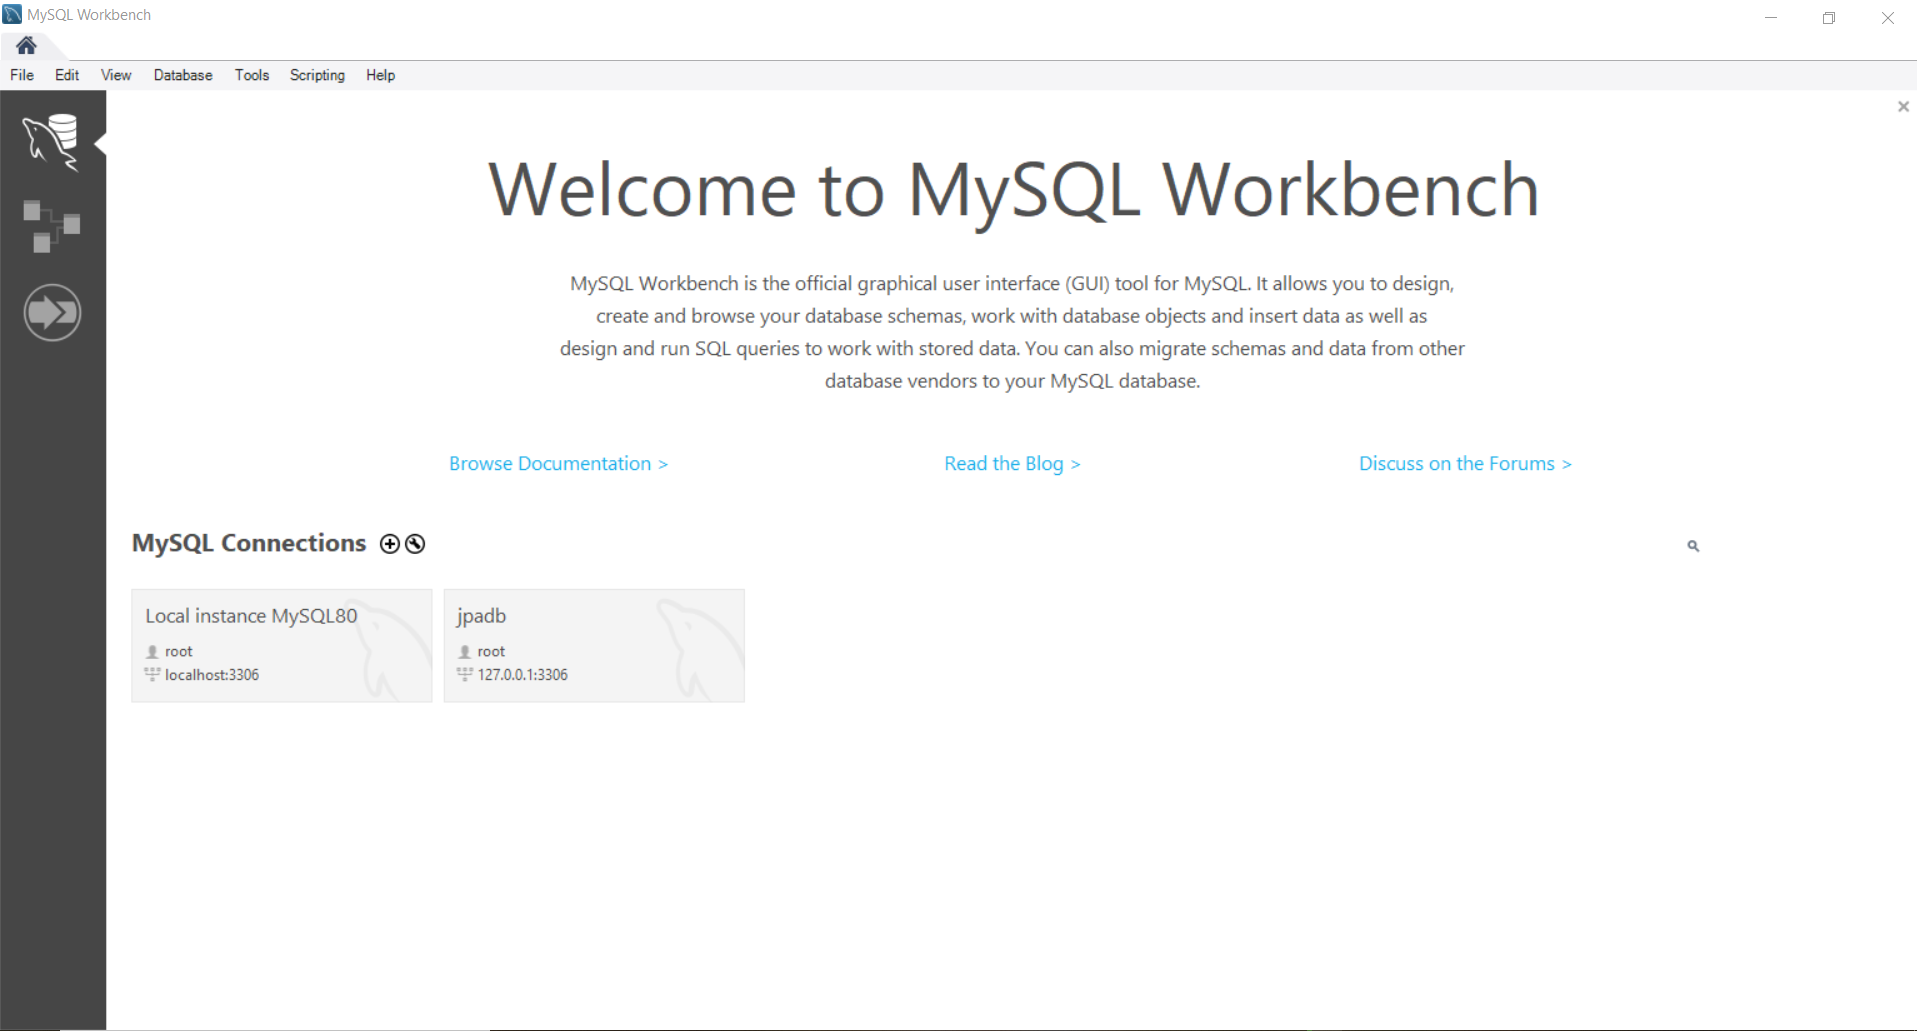 MySQL Workbench
File Edit View Database Tools Scripting Help
Welcome to MySQL Workbench
MySQL Workbench is the official graphical user interface (GUI) tool for MySQL. It allows you to design,
create and browse your database schemas, work with database objects and insert data as well as
design and run SQL queries to work with stored data. You can also migrate schemas and data from other
database vendors to your MySQL database.
Browse Documentation > Read the Blog > Discuss on the Forums >
MySQL Connections
Local instance MySQL80
root
localhost:3306
jpadb
root
127.0.0.1:3306